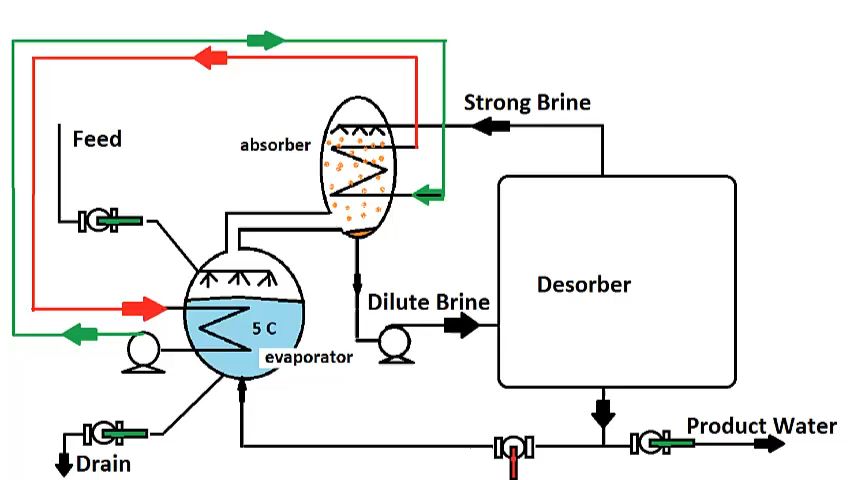 Strong Brine
Feed
absorber
Desorber
Dilute Brine
5 C
evaporator
Product Water
Drain